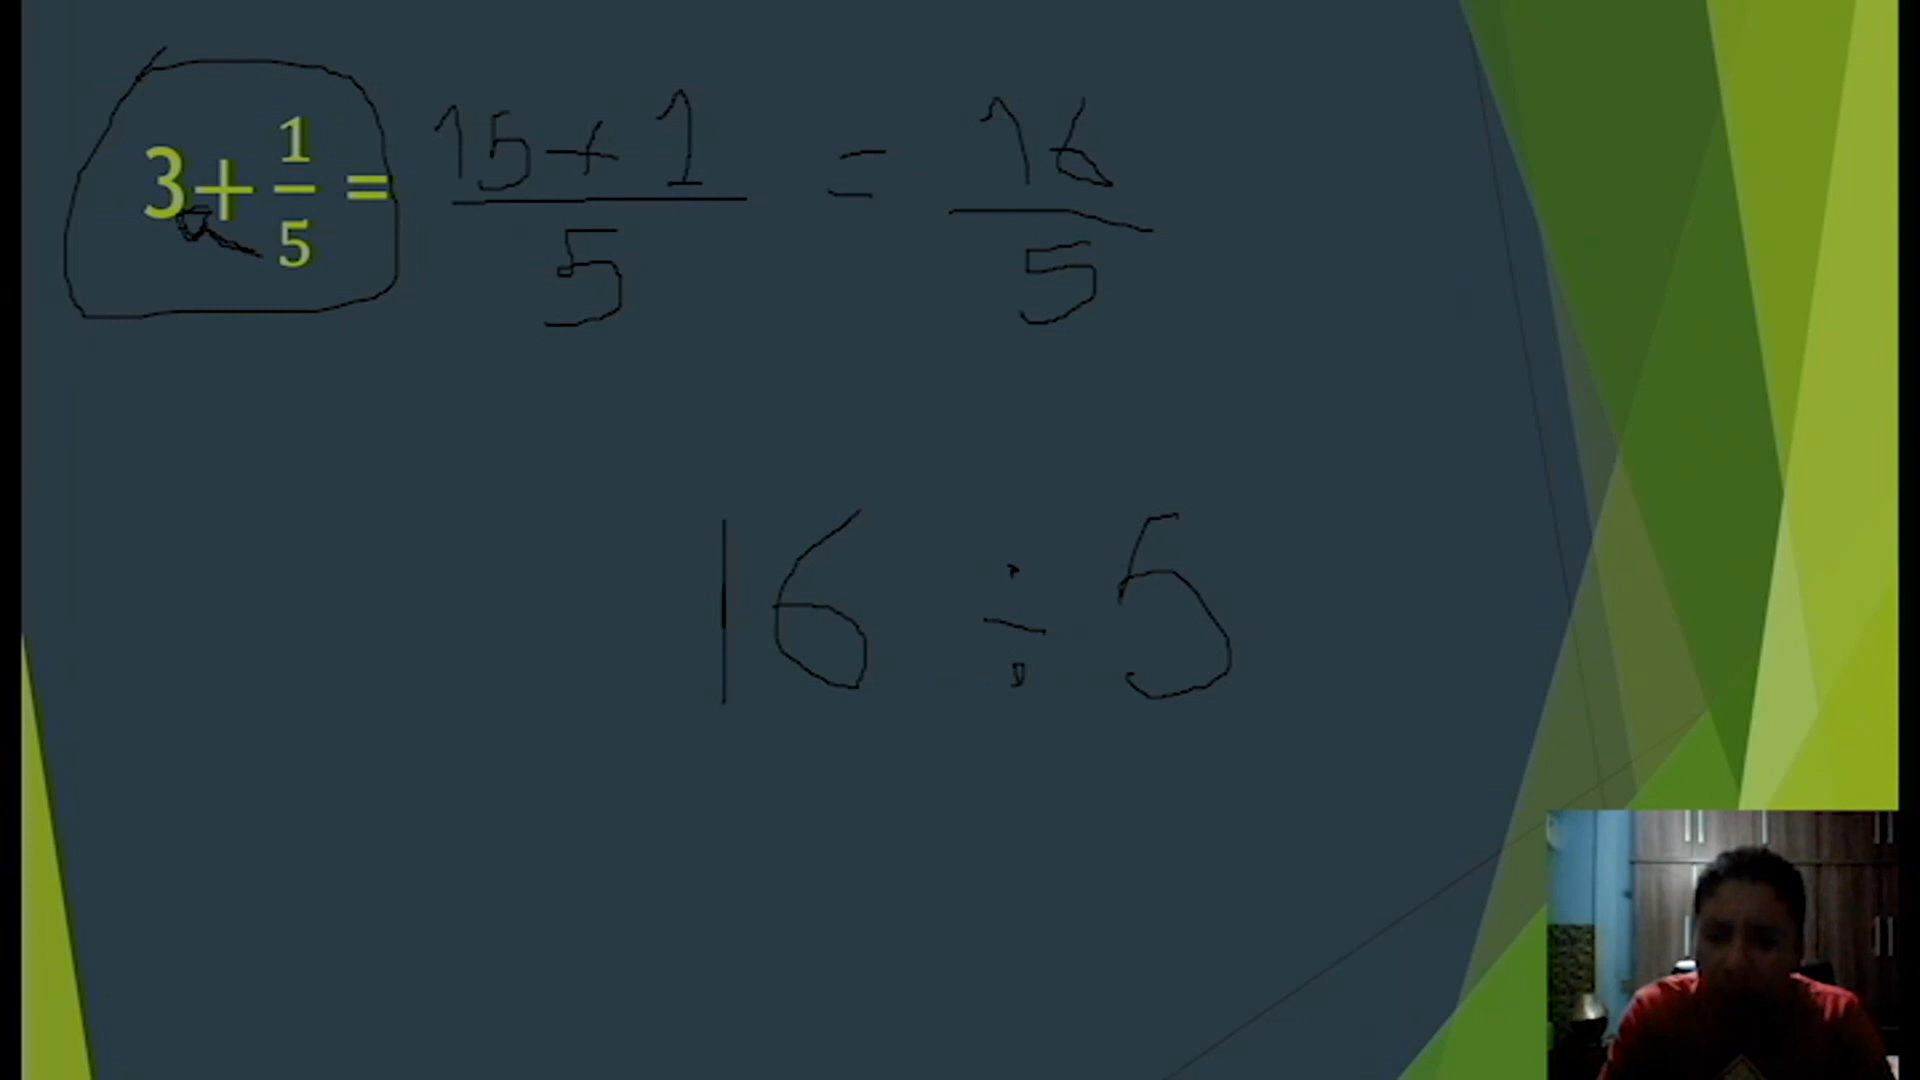 3+ 1/5 = 15+1/5 = 16/5
16 ÷ 5